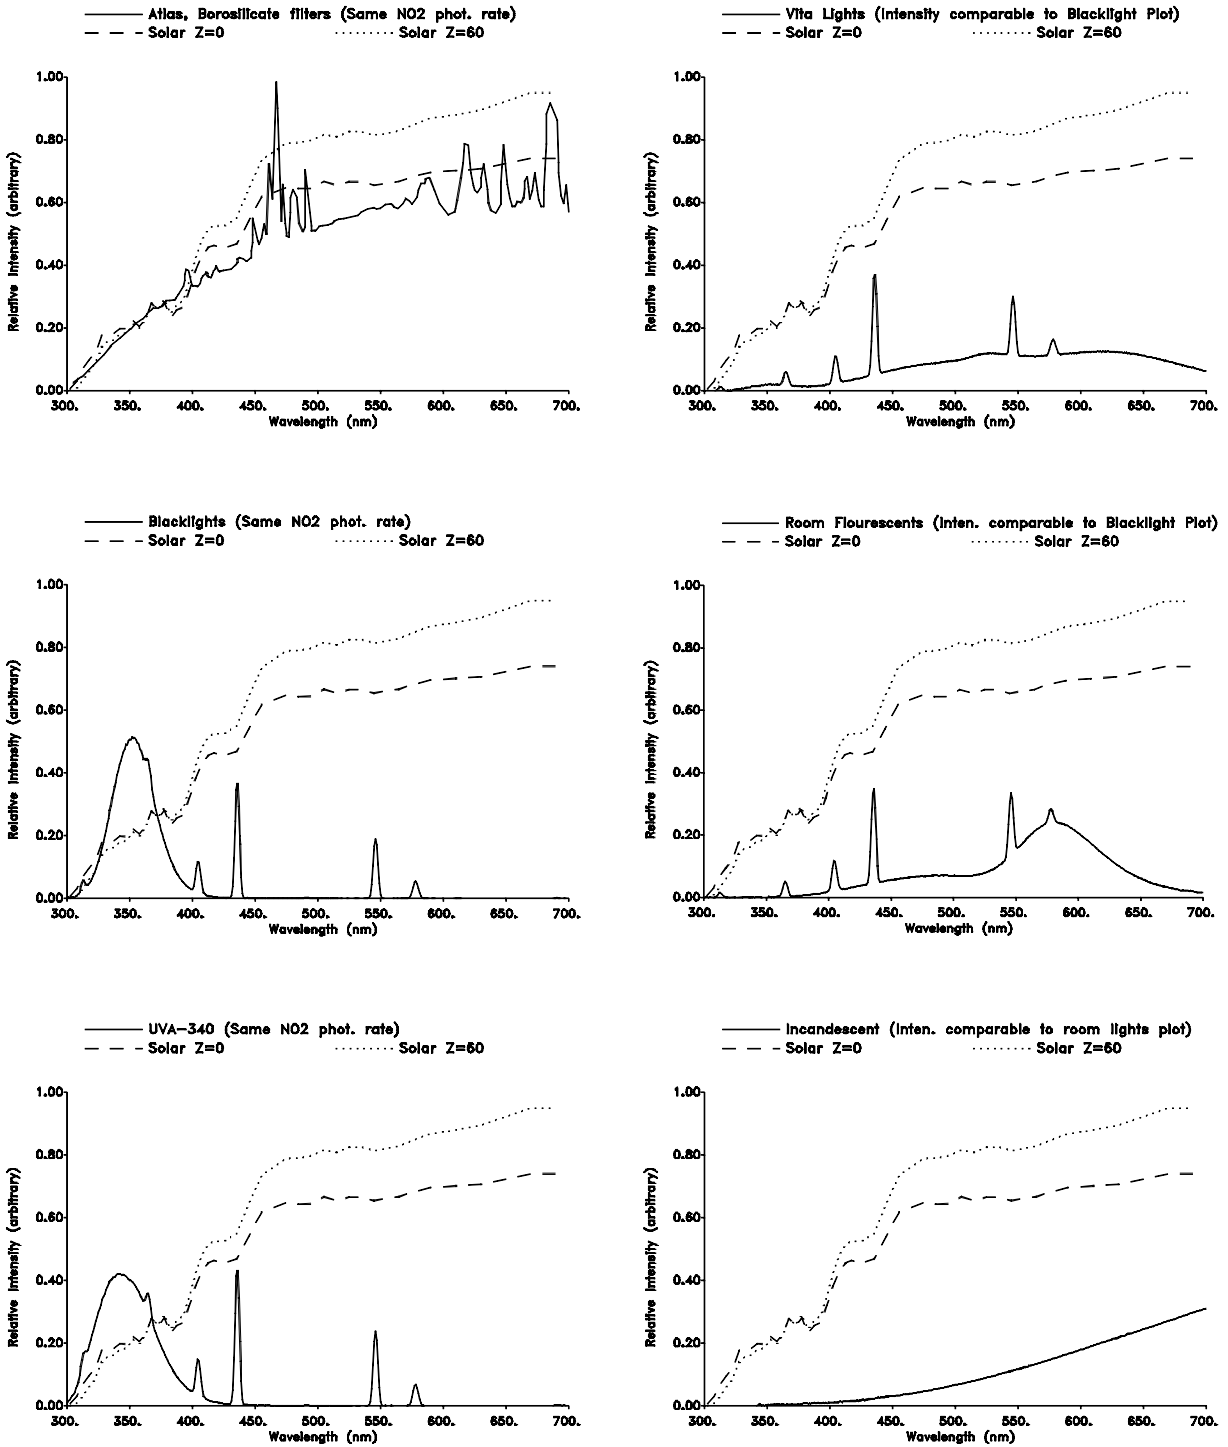 Atlas, Borosilicate filters (Same NO2 phot. rate)
Solar Z=0 Solar Z=60
1.00
0.80
0.60
0.40
0.20
0.00
Relative Intensity (arbitrary)
300. 350. 400. 450. 500. 550. 600. 650. 700.
Wavelength (nm)
Vita Lights (Intensity comparable to Blacklight Plot)
Solar Z=0 Solar Z=60
1.00
0.80
0.60
0.40
0.20
0.00
Relative Intensity (arbitrary)
300. 350. 400. 450. 500. 550. 600. 650. 700.
Wavelength (nm)
Blacklights (Same NO2 phot. rate)
Solar Z=0 Solar Z=60
1.00
0.80
0.60
0.40
0.20
0.00
Relative Intensity (arbitrary)
300. 350. 400. 450. 500. 550. 600. 650. 700.
Wavelength (nm)
Room Flourescents (Inten. comparable to Blacklight Plot)
Solar Z=0 Solar Z=60
1.00
0.80
0.60
0.40
0.20
0.00
Relative Intensity (arbitrary)
300. 350. 400. 450. 500. 550. 600. 650. 700.
Wavelength (nm)
UVA-340 (Same NO2 phot. rate)
Solar Z=0 Solar Z=60
1.00
0.80
0.60
0.40
0.20
0.00
Relative Intensity (arbitrary)
300. 350. 400. 450. 500. 550. 600. 650. 700.
Wavelength (nm)
Incandescent (Inten. comparable to room lights plot)
Solar Z=0 Solar Z=60
1.00
0.80
0.60
0.40
0.20
0.00
Relative Intensity (arbitrary)
300. 350. 400. 450. 500. 550. 600. 650. 700.
Wavelength (nm)